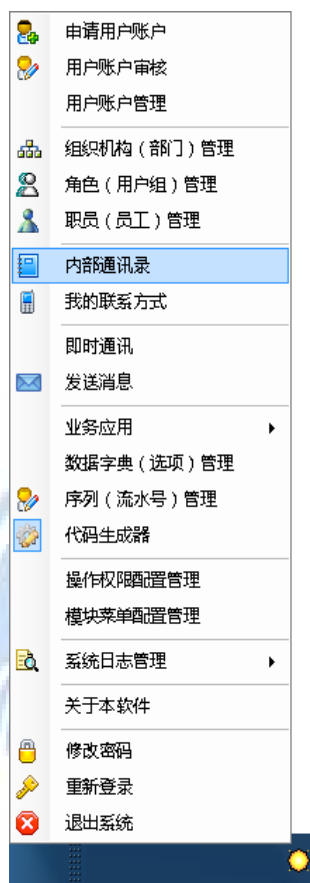 申请用户账户
用户账户审核
用户账户管理
组织机构（部门）管理
角色（用户组）管理
职员（员工）管理
内部通讯录
我的联系方式
即时通讯
发送消息
业务应用
数据字典（选项）管理
序列（流水号）管理
代码生成器
操作权限配置管理
模块菜单配置管理
系统日志管理
关于本软件
修改密码
重新登录
退出系统